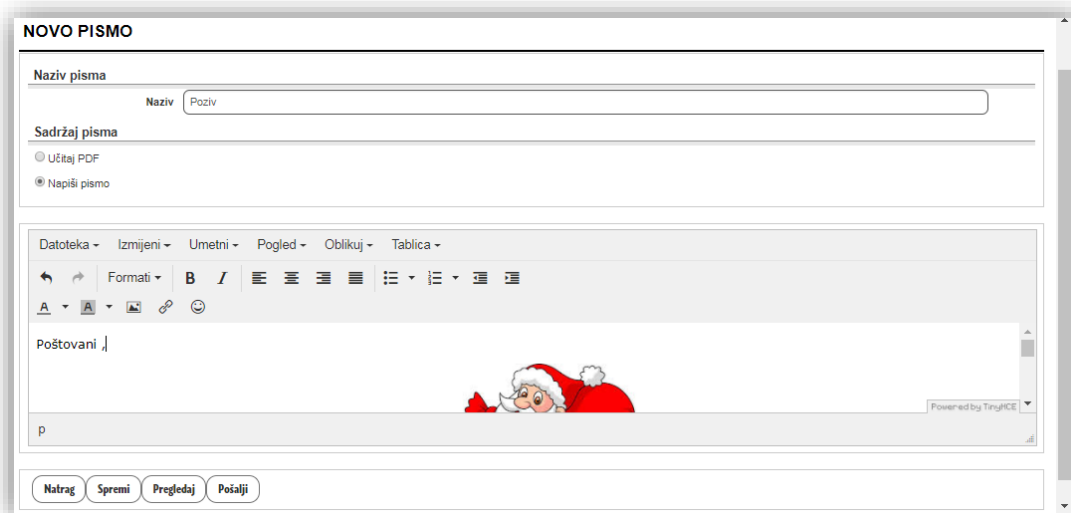 NOVO PISMO
Naziv pisma
Naziv Poziv
Sadržaj pisma
Učitaj PDF
Napiši pismo
Datoteka Izmijeni Umetni Pogled Oblikuj Tablica
Formati B I
A A
Poštovani ,
Powered by TinyMCE
p
Natrag Spremi Pregledaj Pošalji